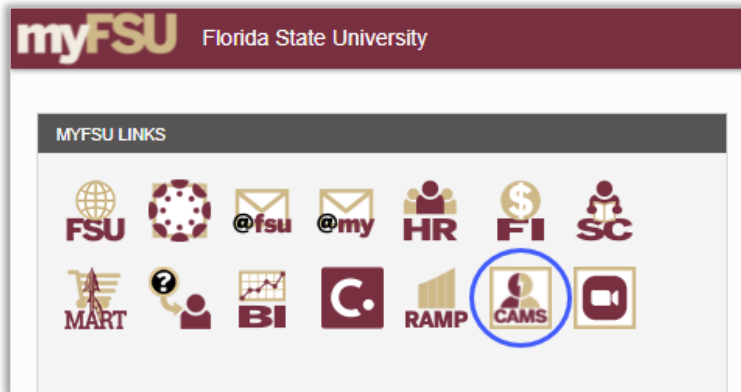 myFSU Florida State University
MYFSU LINKS
FSU @fsu @my HR FI SC
MART ? BI C. RAMP CAMS